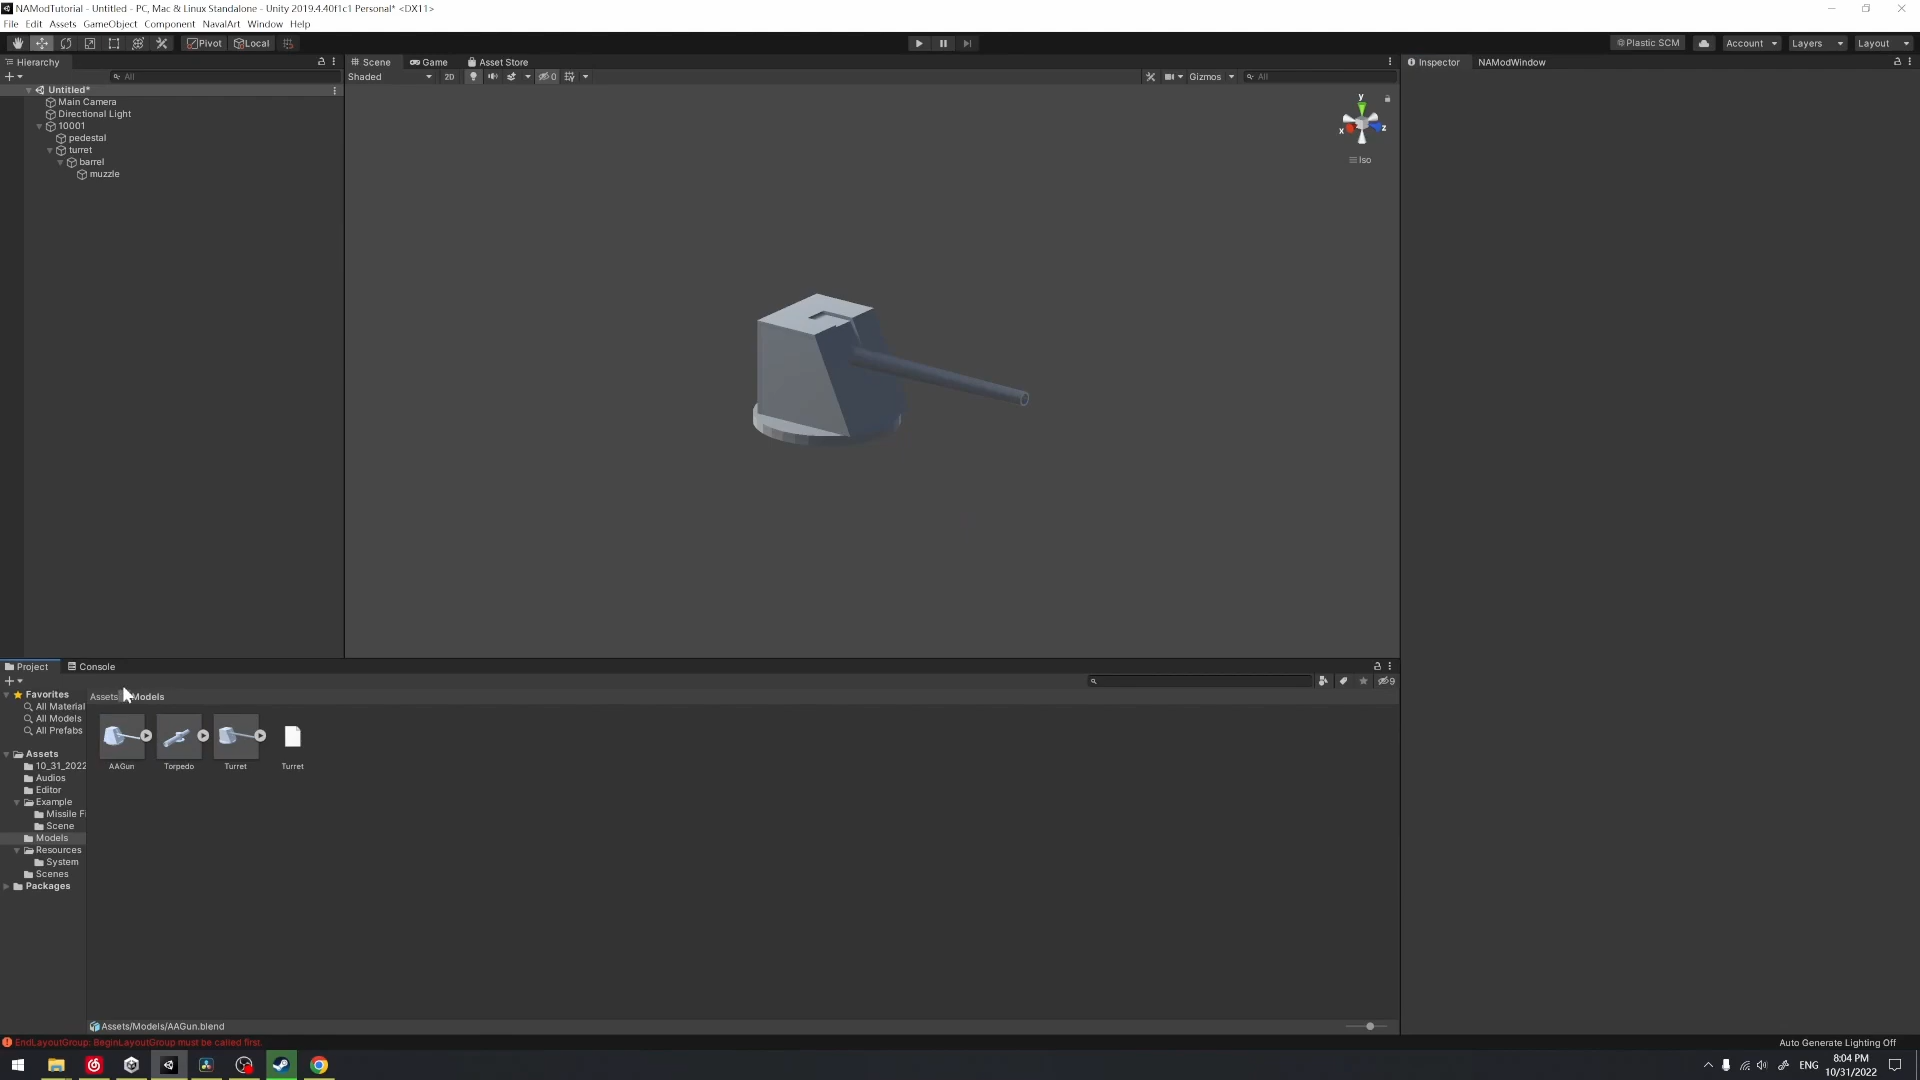 NAModTutorial - Untitled - PC, Mac & Linux Standalone - Unity 2019.4.40f1c1 Personal* <DX11>
File Edit Assets GameObject Component NavalArt Window Help
Pivot Local
Plastic SCM Account Layers Layout
Hierarchy
All
Untitled*
Main Camera
Directional Light
10001
pedestal
turret
barrel
muzzle
Scene Game Asset Store
Shaded 2D 0 Gizmos All
y
x
z
Iso
Inspector NAModWindow
Project Console
9
Favorites
All Material
All Models
All Prefabs
Assets
10_31_2022
Audios
Editor
Example
Missile F
Scene
Models
Resources
System
Scenes
Packages
Assets Models
AAGun Torpedo Turret Turret
Assets/Models/AAGun.blend
EndLayoutGroup: BeginLayoutGroup must be called first.
Auto Generate Lighting Off
ENG
8:04 PM
10/31/2022